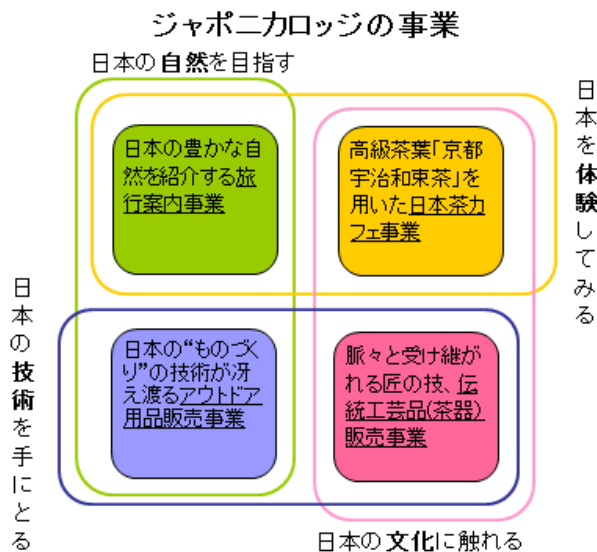 ジャポニカロッジの事業
日本の自然を目指す
日本を体験してみる
日本の豊かな自
然を紹介する旅
行案内事業
高級茶葉「京都
宇治和束茶」を
用いた日本茶カ
フェ事業
日本の技術を手にとる
日本の“ものづく
り”の技術が冴
え渡るアウトドア
用品販売事業
脈々と受け継が
れる匠の技、伝
統工芸品(茶器)
販売事業
日本の文化に触れる